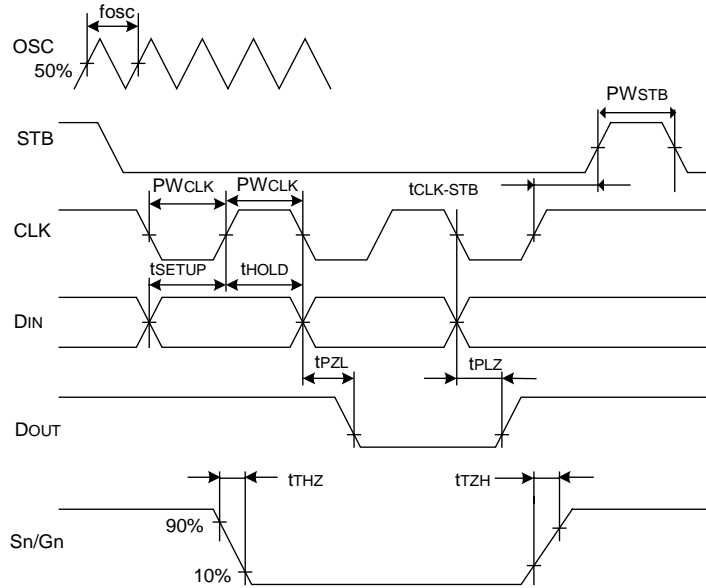 fosc
OSC
50%
PWSTB
STB
PWCLK PWCLK
tCLK-STB
CLK
tSETUP tHOLD
DIN
tPZL tPLZ
DOUT
tTHZ tTZH
90%
Sn/Gn
10%